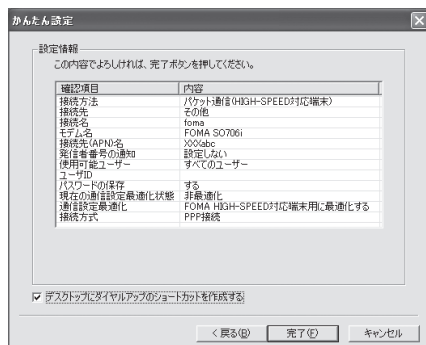 かんたん設定
設定情報
この内容でよろしければ、完了ボタンを押してください。
確認項目 内容
接続方法 パケット通信(HIGH-SPEED対応端末)
接続先 その他
接続名 foma
モデム名 FOMA SO706i
接続先(APN)名 XXXabc
発信者番号の通知 設定しない
使用可能ユーザー すべてのユーザー
ユーザID
パスワードの保存 する
現在の通信設定最適化状態 非最適化
通信設定最適化 FOMA HIGH-SPEED対応端末用に最適化する
接続方式 PPP接続
デスクトップにダイヤルアップのショートカットを作成する
< 戻る(B) 完了(F) キャンセル